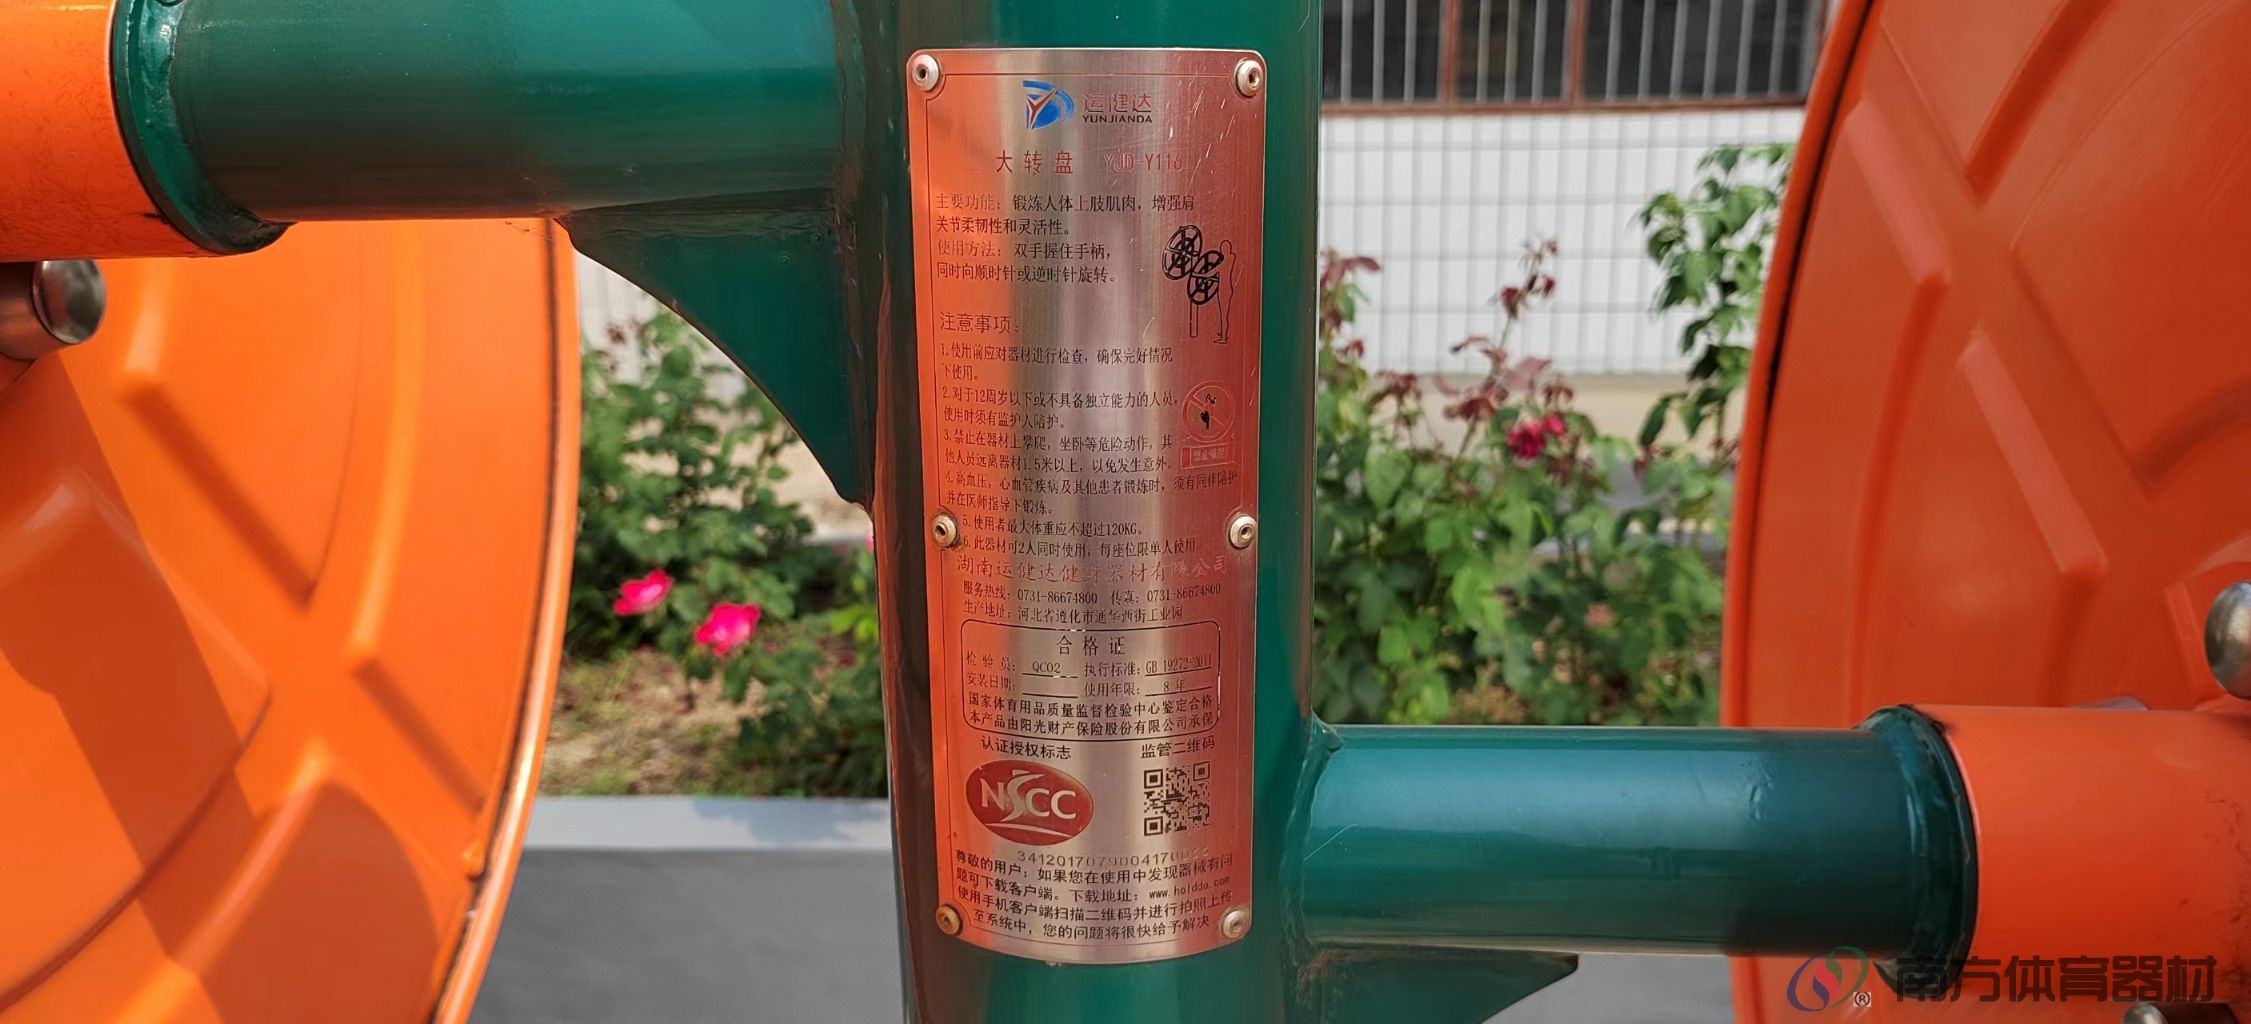 运健达
YUNJIANDA
大转盘 YJD-Y116
主要功能：锻炼人体上肢肌肉，增强肩
关节柔韧性和灵活性。
使用方法：双手握住手柄，
同时向顺时针或逆时针旋转。
注意事项：
1.使用前应对器材进行检查，确保完好情况
下使用。
2.对于12周岁以下或不具备独立能力的人员，
使用时须有监护人陪护。
3.禁止在器材上攀爬，坐卧等危险动作，其
他人员远离器材1.5米以上，以免发生意外。
禁止攀爬
4.高血压，心血管疾病及其他患者锻炼时，须有同伴陪护
并在医师指导下锻炼。
5.使用者最大体重应不超过120KG。
6.此器材可2人同时使用，每座位限单人使用
湖南运健达健身器材有限公司
服务热线：0731-86674800 传真：0731-86674800
生产地址：河北省遵化市通华西街工业园
合格证
检验员：QC02 执行标准：GB 19272-2011
安装日期： 使用年限：8年
国家体育用品质量监督检验中心鉴定合格
本产品由阳光财产保险股份有限公司承保
认证授权标志 监管二维码
NSCC
尊敬的用户：如果您在使用中发现器械有问
题可下载客户端。下载地址：www.holddo.com
使用手机客户端扫描二维码并进行拍照上传
至系统中，您的问题将很快给予解决
® 南方体育器材